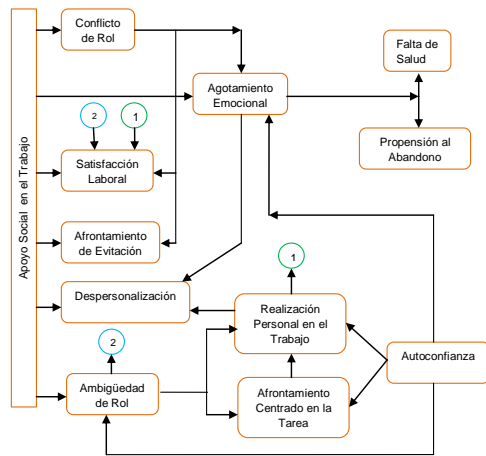 Apoyo Social en el Trabajo
Conflicto
de Rol
Falta de
Salud
Agotamiento
Emocional
2
1
Propensión al
Abandono
Satisfacción
Laboral
Afrontamiento
de Evitación
1
Despersonalización
Realización
Personal en el
Trabajo
2
Autoconfianza
Ambigüedad
de Rol
Afrontamiento
Centrado en la
Tarea